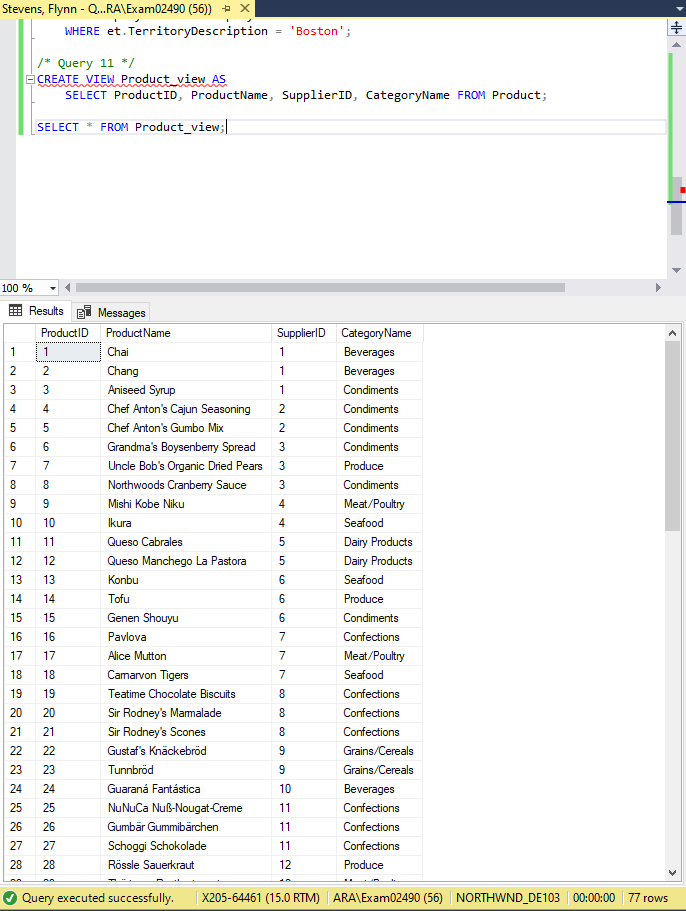 Stevens, Flynn - Q...RA\Exam02490 (56))
WHERE et.TerritoryDescription = 'Boston';
/* Query 11 */
CREATE VIEW Product_view AS
SELECT ProductID, ProductName, SupplierID, CategoryName FROM Product;
SELECT * FROM Product_view;
100 %
Results Messages
ProductID ProductName SupplierID CategoryName
1 1 Chai 1 Beverages
2 2 Chang 1 Beverages
3 3 Aniseed Syrup 1 Condiments
4 4 Chef Anton's Cajun Seasoning 2 Condiments
5 5 Chef Anton's Gumbo Mix 2 Condiments
6 6 Grandma's Boysenberry Spread 3 Condiments
7 7 Uncle Bob's Organic Dried Pears 3 Produce
8 8 Northwoods Cranberry Sauce 3 Condiments
9 9 Mishi Kobe Niku 4 Meat/Poultry
10 10 Ikura 4 Seafood
11 11 Queso Cabrales 5 Dairy Products
12 12 Queso Manchego La Pastora 5 Dairy Products
13 13 Konbu 6 Seafood
14 14 Tofu 6 Produce
15 15 Genen Shouyu 6 Condiments
16 16 Pavlova 7 Confections
17 17 Alice Mutton 7 Meat/Poultry
18 18 Carnarvon Tigers 7 Seafood
19 19 Teatime Chocolate Biscuits 8 Confections
20 20 Sir Rodney's Marmalade 8 Confections
21 21 Sir Rodney's Scones 8 Confections
22 22 Gustaf's Knäckebröd 9 Grains/Cereals
23 23 Tunnbröd 9 Grains/Cereals
24 24 Guaraná Fantástica 10 Beverages
25 25 NuNuCa Nuß-Nougat-Creme 11 Confections
26 26 Gumbär Gummibärchen 11 Confections
27 27 Schoggi Schokolade 11 Confections
28 28 Rössle Sauerkraut 12 Produce
Query executed successfully. X205-64461 (15.0 RTM) ARA\Exam02490 (56) NORTHWND_DE103 00:00:00 77 rows